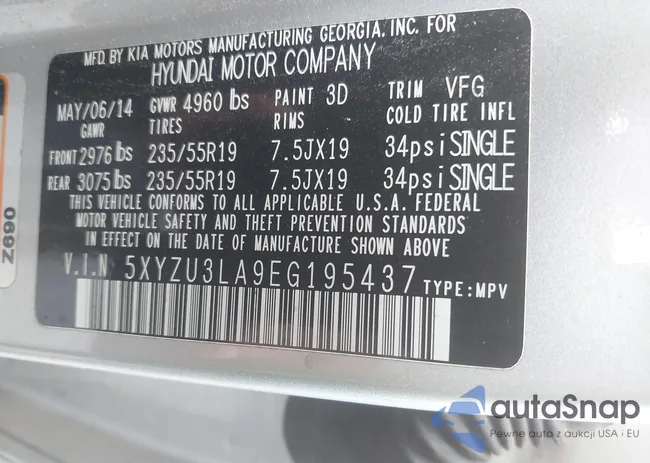 MFD.BY KIA MOTORS MANUFACTURING GEORGIA.INC.FOR
HYUNDAI MOTOR COMPANY
MAY/06/14 GVWR 4960 lbs PAINT 3D TRIM VFG
GAWR TIRES RIMS COLD TIRE INFL
FRONT 2976 lbs 235/55R19 7.5JX19 34psi SINGLE
REAR 3075 lbs 235/55R19 7.5JX19 34psi SINGLE
THIS VEHICLE CONFORMS TO ALL APPLICABLE U.S.A. FEDERAL
MOTOR VEHICLE SAFETY AND THEFT PREVENTION STANDARDS
IN EFFECT ON THE DATE OF MANUFACTURE SHOWN ABOVE
V.I.N 5XYZU3LA9EG195437 TYPE:MPV
Z690
autaSnap
Pewne auta z aukcji USA i EU